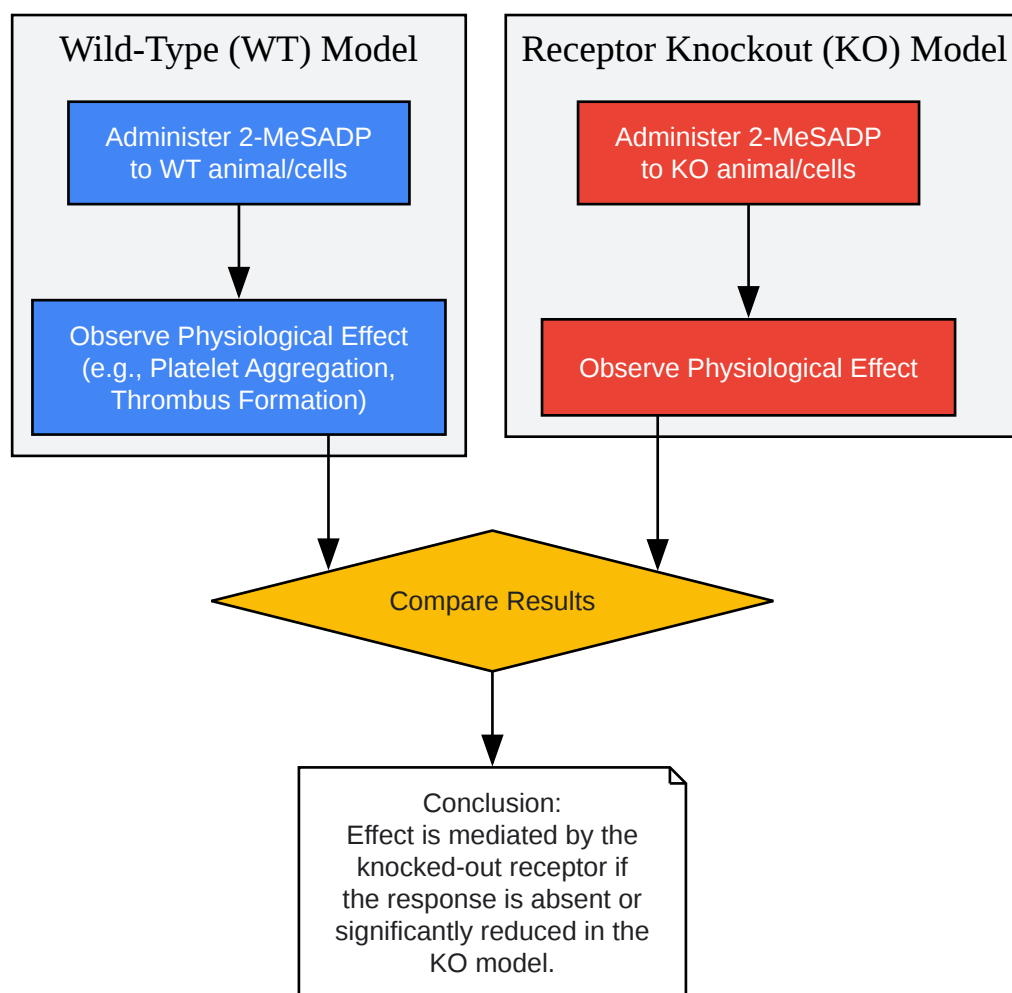 Wild-Type (WT) Model
Administer 2-MeSADP
to WT animal/cells
Observe Physiological Effect
(e.g., Platelet Aggregation,
Thrombus Formation)
Receptor Knockout (KO) Model
Administer 2-MeSADP
to KO animal/cells
Observe Physiological Effect
Compare Results
Conclusion:
Effect is mediated by the
knocked-out receptor if
the response is absent or
significantly reduced in the
KO model.